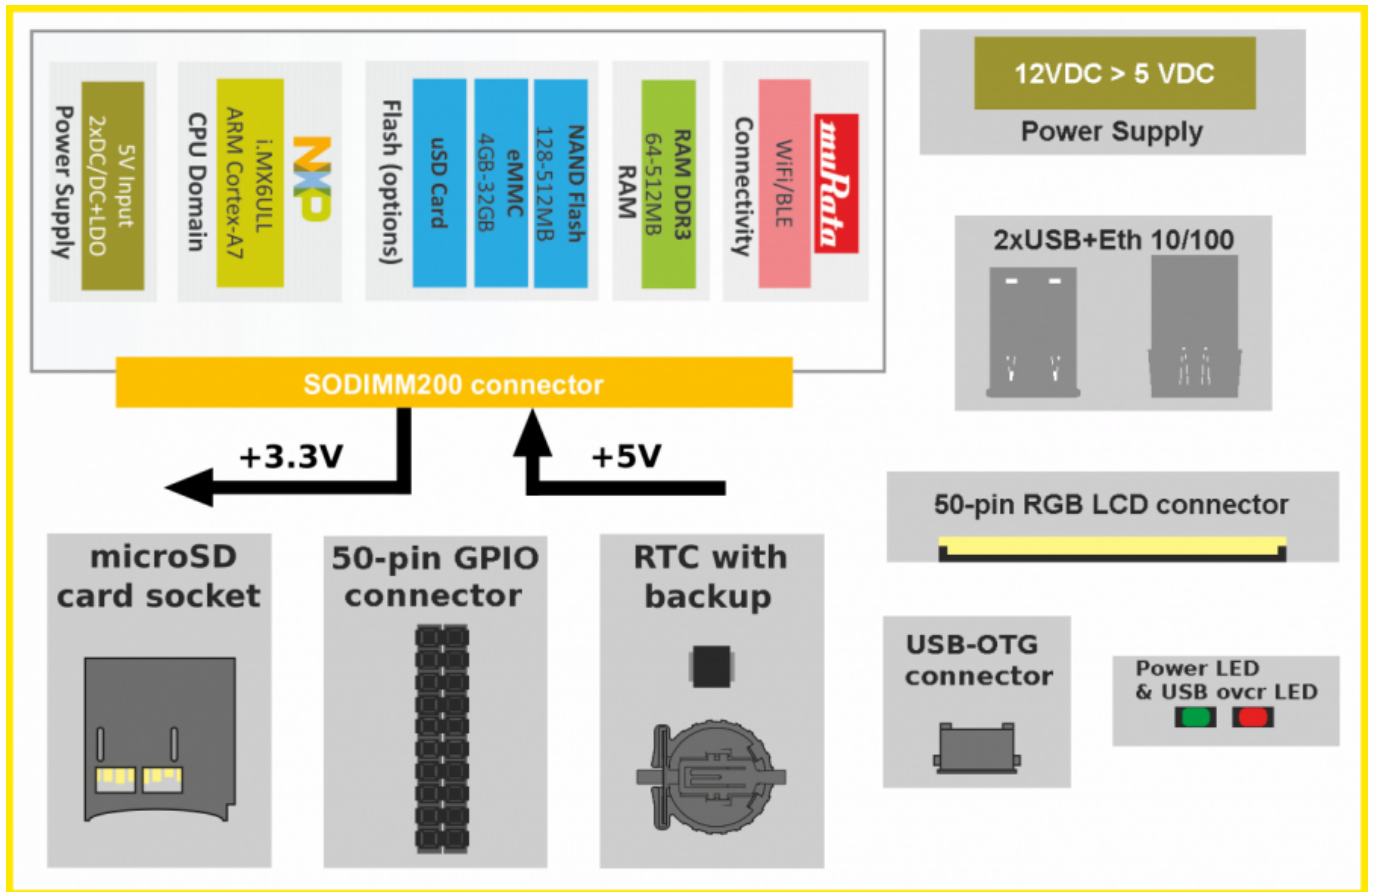 5V Input
2xDC/DC+LDO
Power Supply
NXP
i.MX6ULL
ARM Cortex-A7
CPU Domain
NAND Flash
128-512MB
eMMC
4GB-32GB
uSD Card
Flash (options)
RAM DDR3
64-512MB
RAM
muRata
WiFi/BLE
Connectivity
SODIMM200 connector
+3.3V
+5V
12VDC > 5 VDC
Power Supply
2xUSB+Eth 10/100
50-pin RGB LCD connector
microSD
card socket
50-pin GPIO
connector
RTC with
backup
USB-OTG
connector
Power LED
& USB ovcr LED